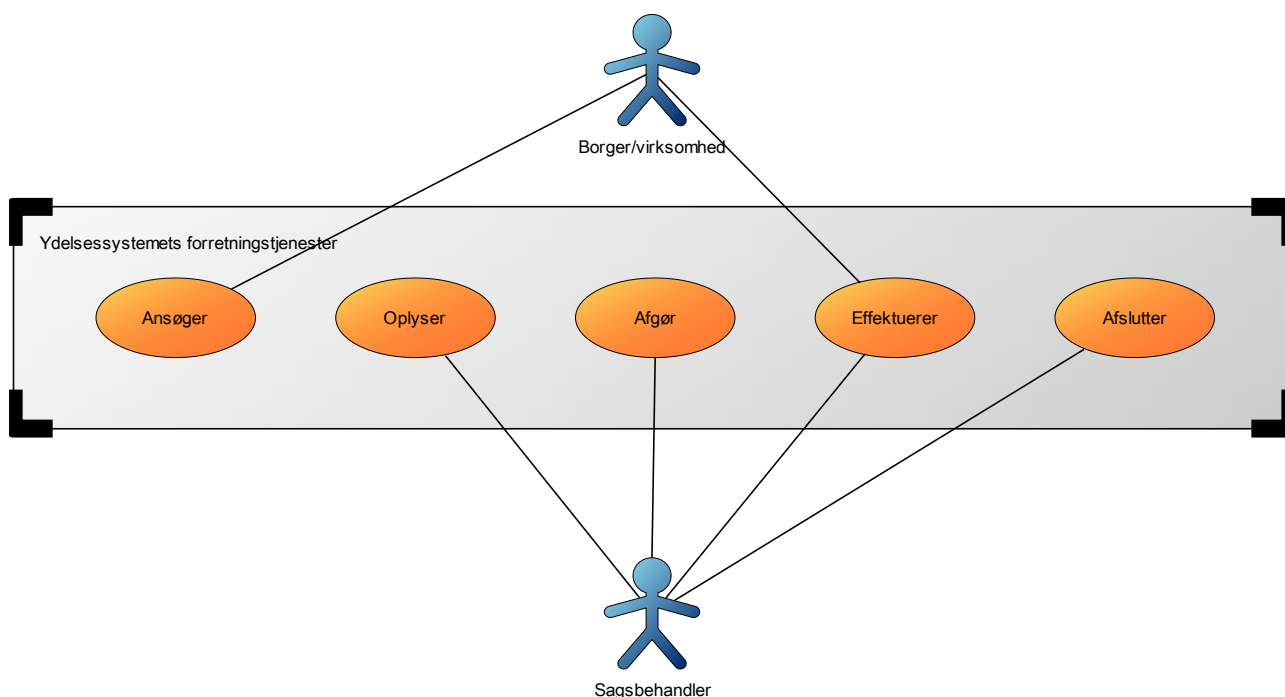 Borger/virksomhed
Ydelsessystemets forretningstjenester
Ansøger
Oplyser
Afgør
Effektuerer
Afslutter
Sagsbehandler